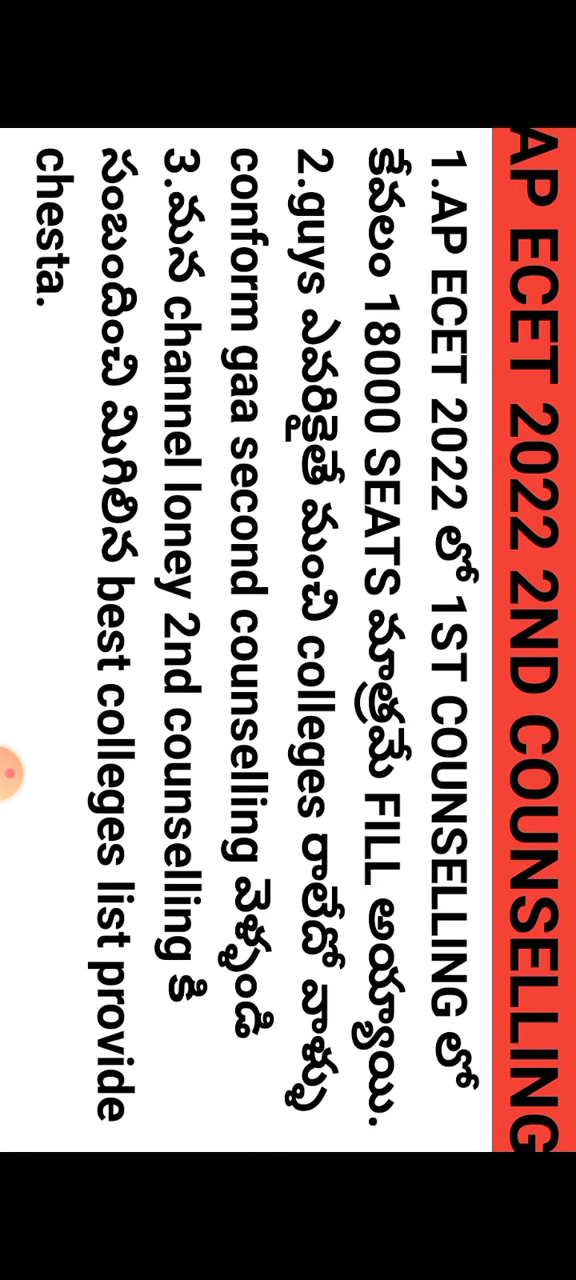 AP ECET 2022 2ND COUNSELLING
1.AP ECET 2022 లో 1ST COUNSELLING లో
కేవలం 18000 SEATS మాత్రమే FILL అయ్యాయి.
2.guys ఎవరికైతే మంచి colleges రాలేదో వాళ్ళు
conform gaa second counselling వెళ్ళండి
3.మన channel loney 2nd counselling కి
సంబందించి మిగిలిన best colleges list provide
chesta.